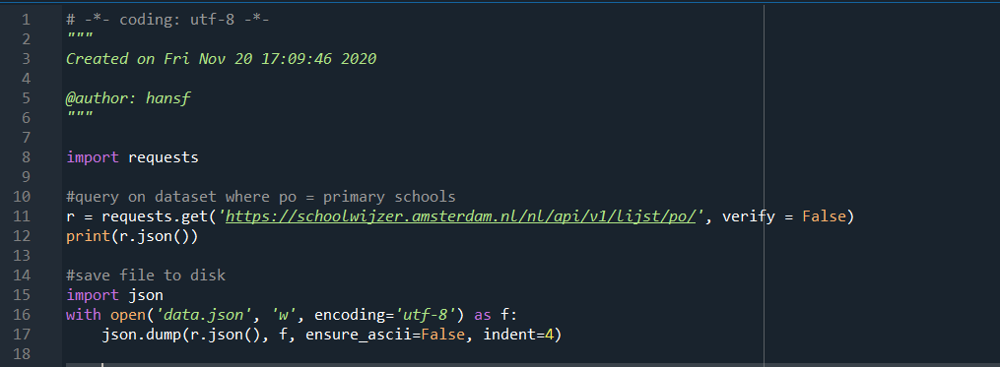 1 # -*- coding: utf-8 -*-
2 """
3 Created on Fri Nov 20 17:09:46 2020
4
5 @author: hansf
6 """
7
8 import requests
9
10 #query on dataset where po = primary schools
11 r = requests.get('https://schoolwijzer.amsterdam.nl/nl/api/v1/lijst/po/', verify = False)
12 print(r.json())
13
14 #save file to disk
15 import json
16 with open('data.json', 'w', encoding='utf-8') as f:
17     json.dump(r.json(), f, ensure_ascii=False, indent=4)
18